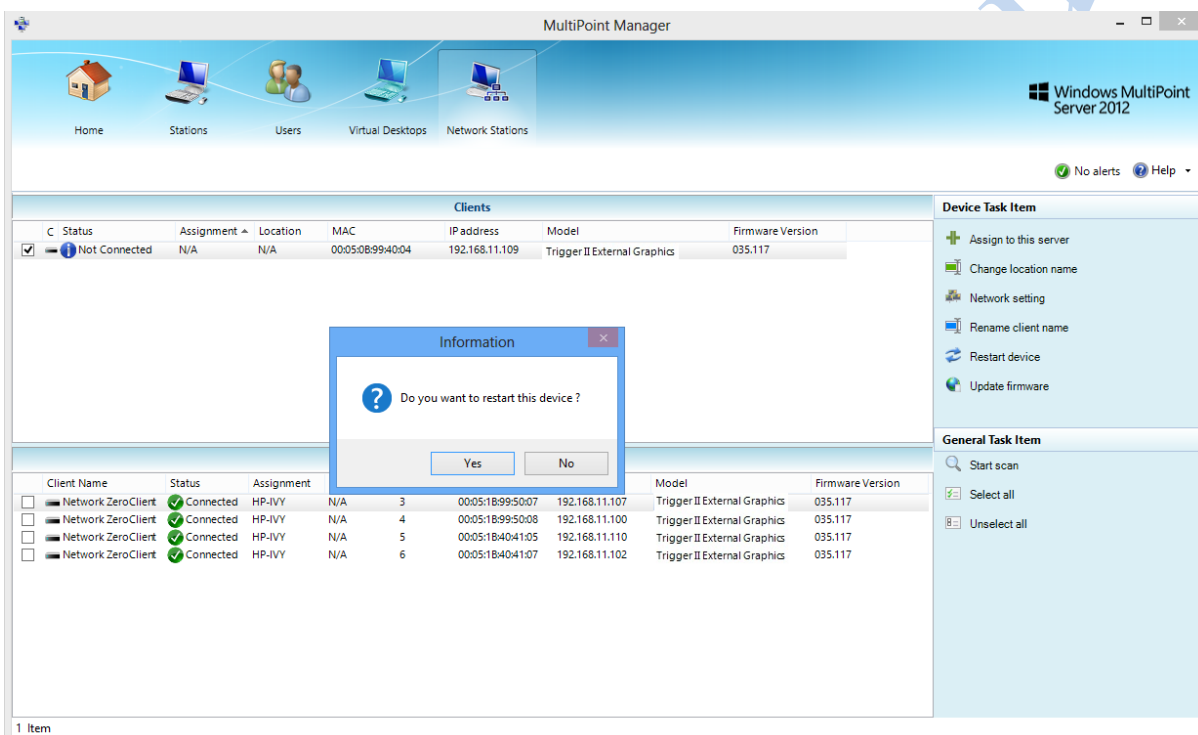 MultiPoint Manager
Home Stations Users Virtual Desktops Network Stations
Windows MultiPoint
Server 2012
No alerts Help
Clients
C Status Assignment Location MAC IP address Model Firmware Version
Not Connected N/A N/A 00:05:0B:99:40:04 192.168.11.109 Trigger II External Graphics 035.117
Information
Do you want to restart this device ?
Yes No
Client Name Status Assignment Model Firmware Version
Network ZeroClient Connected HP-IVY N/A 3 00:05:1B:99:50:07 192.168.11.107 Trigger II External Graphics 035.117
Network ZeroClient Connected HP-IVY N/A 4 00:05:1B:99:50:08 192.168.11.100 Trigger II External Graphics 035.117
Network ZeroClient Connected HP-IVY N/A 5 00:05:1B:40:41:05 192.168.11.110 Trigger II External Graphics 035.117
Network ZeroClient Connected HP-IVY N/A 6 00:05:1B:40:41:07 192.168.11.102 Trigger II External Graphics 035.117
Device Task Item
Assign to this server
Change location name
Network setting
Rename client name
Restart device
Update firmware
General Task Item
Start scan
Select all
Unselect all
1 Item